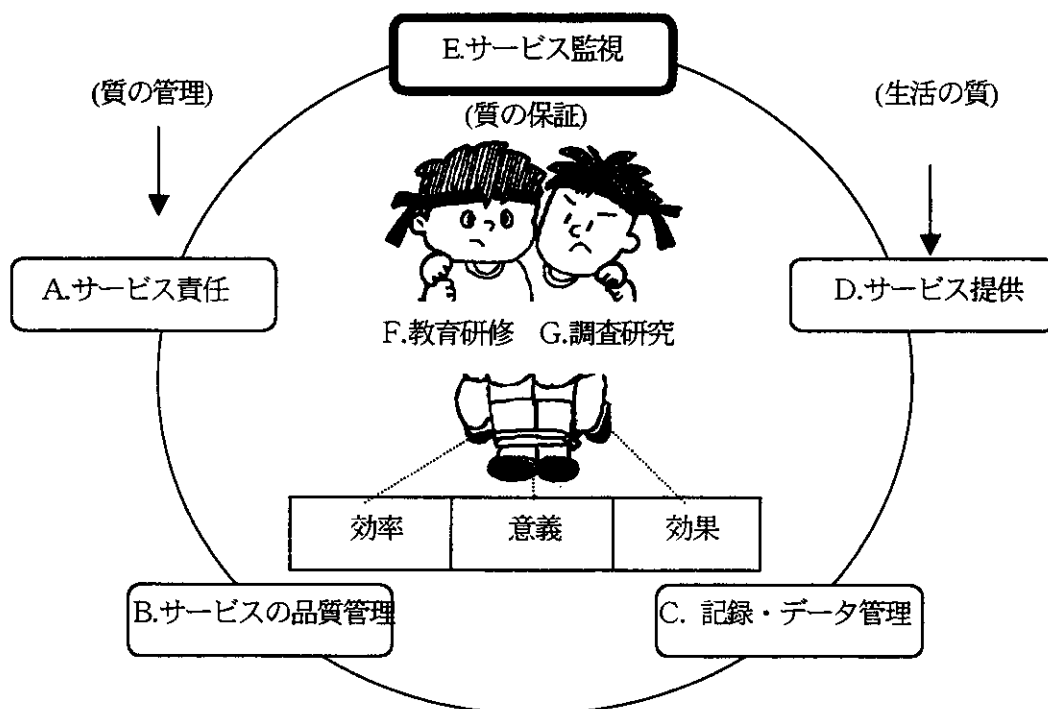 E.サービス監視
(質の管理)
(質の保証)
(生活の質)
A.サービス責任
D.サービス提供
F.教育研修 G.調査研究
効率
意義
効果
B.サービスの品質管理
C. 記録・データ管理